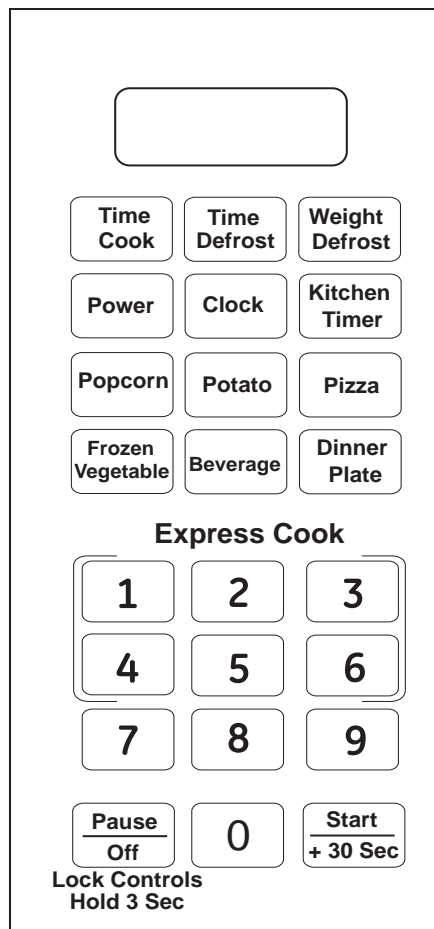 Time
Cook
Time
Defrost
Weight
Defrost
Power
Clock
Kitchen
Timer
Popcorn
Potato
Pizza
Frozen
Vegetable
Beverage
Dinner
Plate
Express Cook
1 2 3
4 5 6
7 8 9
Pause
Off
0
Start
+ 30 Sec
Lock Controls
Hold 3 Sec